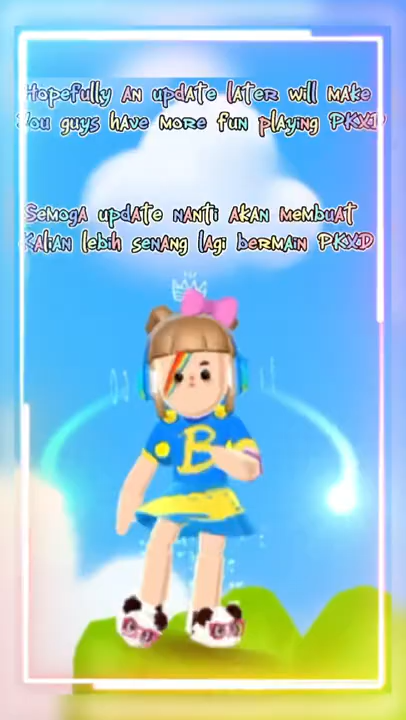 Hopefully an update later will make
You guys have more fun playing PKXD
Semoga update nanti akan membuat
Kalian lebih senang lagi bermain PKXD
B